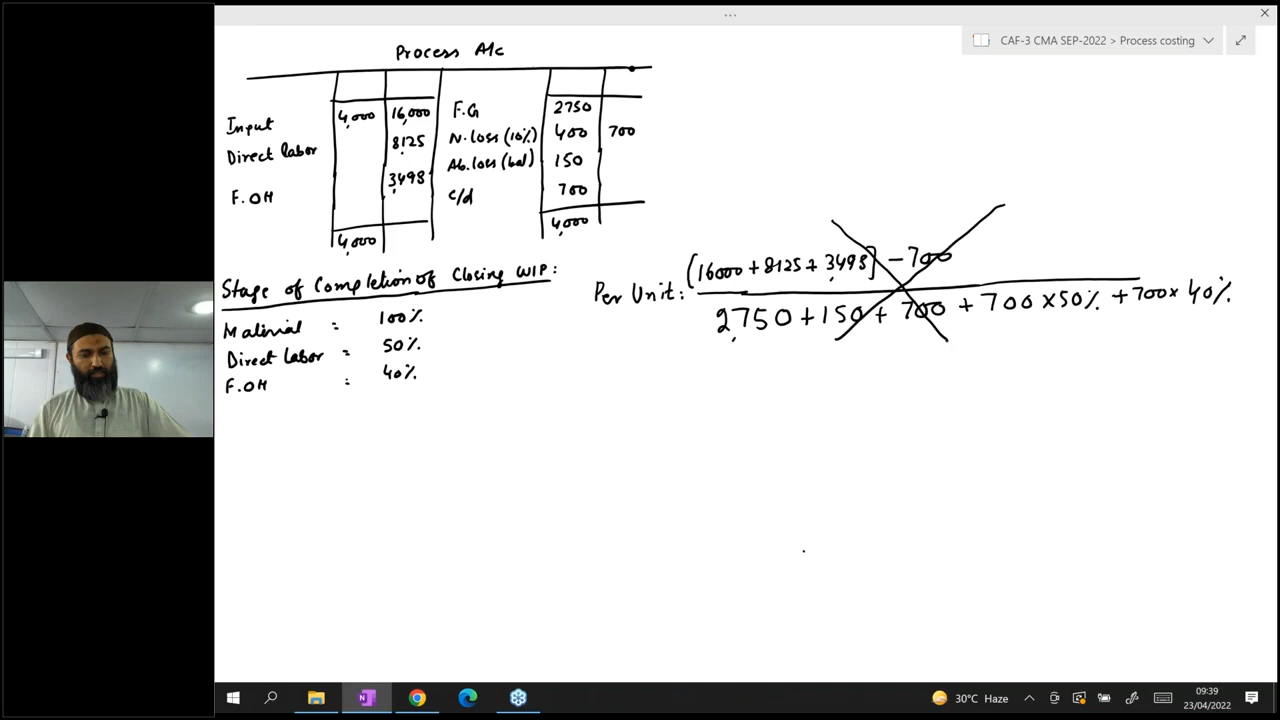 ...
CAF-3 CMA SEP-2022 > Process costing
Process A/c
Input 4,000 16,000 F.G 2750
Direct labor 8125 N.loss (10%) 400 700
F.OH 3498 Ab.loss (bal) 150
c/d 700
4,000 4,000
Stage of Completion of Closing WIP:
Material = 100%
Direct labor = 50%
F.OH : 40%
Per Unit: (16000 + 8125 + 3498] - 700
2750 + 150 + 700 + 700 × 50% + 700 × 40%
30°C Haze
09:39
23/04/2022